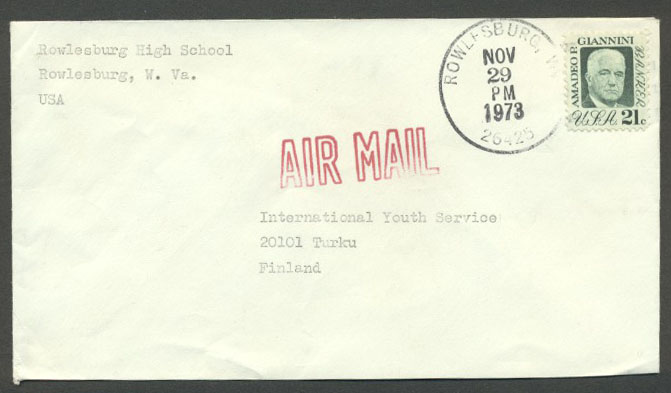 Rowlesburg High School
Rowlesburg, W. Va.
USA
ROWLESBURG, W.
NOV
29
PM
1973
26425
AMADEO P. GIANNINI
BANKER
USA 21c
AIR MAIL
International Youth Service
20101 Turku
Finland